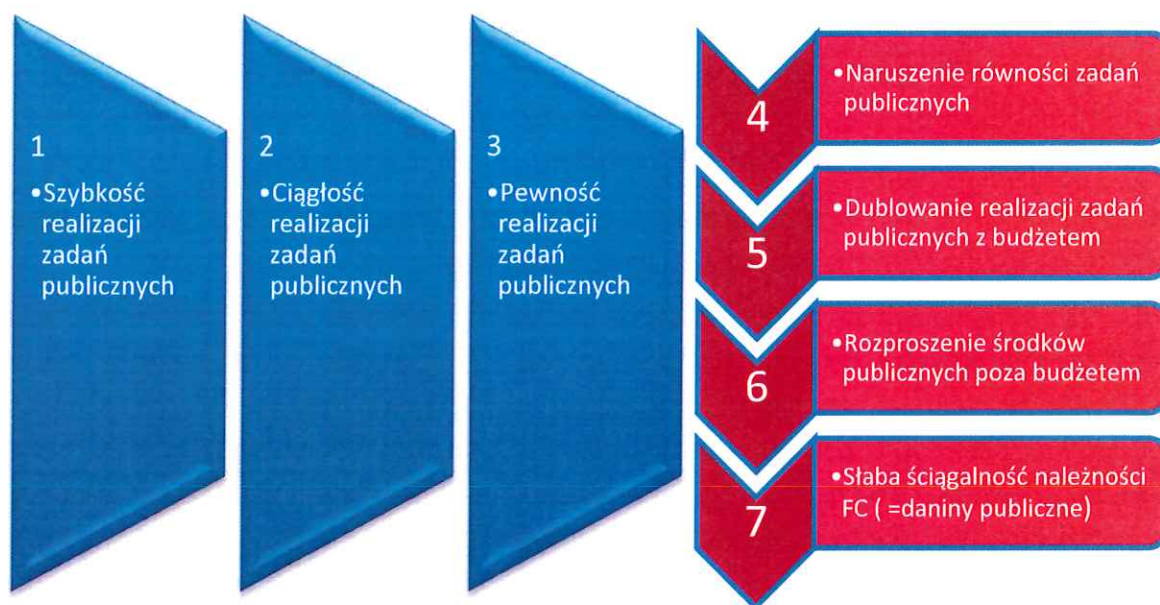 1
•Szybkość
realizacji
zadań
publicznych
2
•Ciągłość
realizacji
zadań
publicznych
3
•Pewność
realizacji
zadań
publicznych
4
•Naruszenie równości zadań
publicznych
5
•Dublowanie realizacji zadań
publicznych z budżetem
6
•Rozproszenie środków
publicznych poza budżetem
7
•Słaba ściągalność należności
FC ( =daniny publiczne)